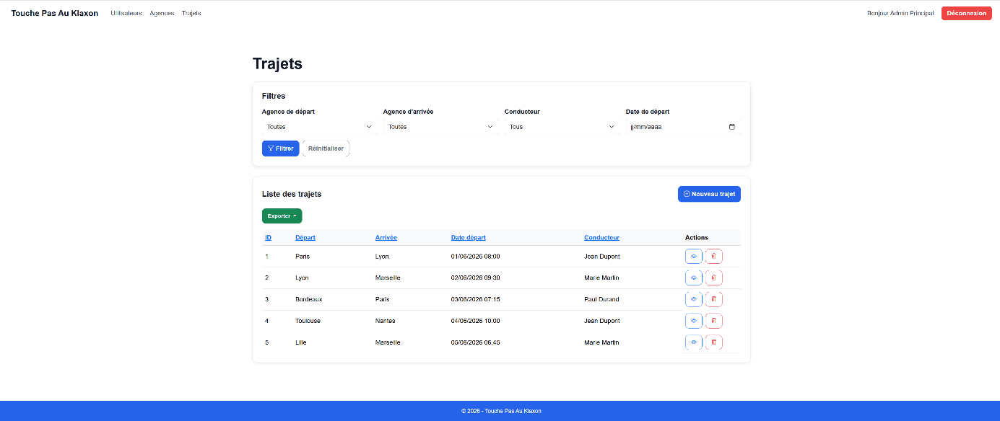 Touche Pas Au Klaxon Utilisateurs Agences Trajets Bonjour Admin Principal Déconnexion
Trajets
Filtres
Agence de départ Agence d'arrivée Conducteur Date de départ
Toutes Toutes Tous jj/mm/aaaa
Filtrer Réinitialiser
Liste des trajets Nouveau trajet
Exporter
ID Départ Arrivée Date départ Conducteur Actions
1 Paris Lyon 01/06/2026 08:00 Jean Dupont
2 Lyon Marseille 02/06/2026 09:30 Marie Martin
3 Bordeaux Paris 03/06/2026 07:15 Paul Durand
4 Toulouse Nantes 04/06/2026 10:00 Jean Dupont
5 Lille Marseille 05/06/2026 06:45 Marie Martin
© 2026 - Touche Pas Au Klaxon